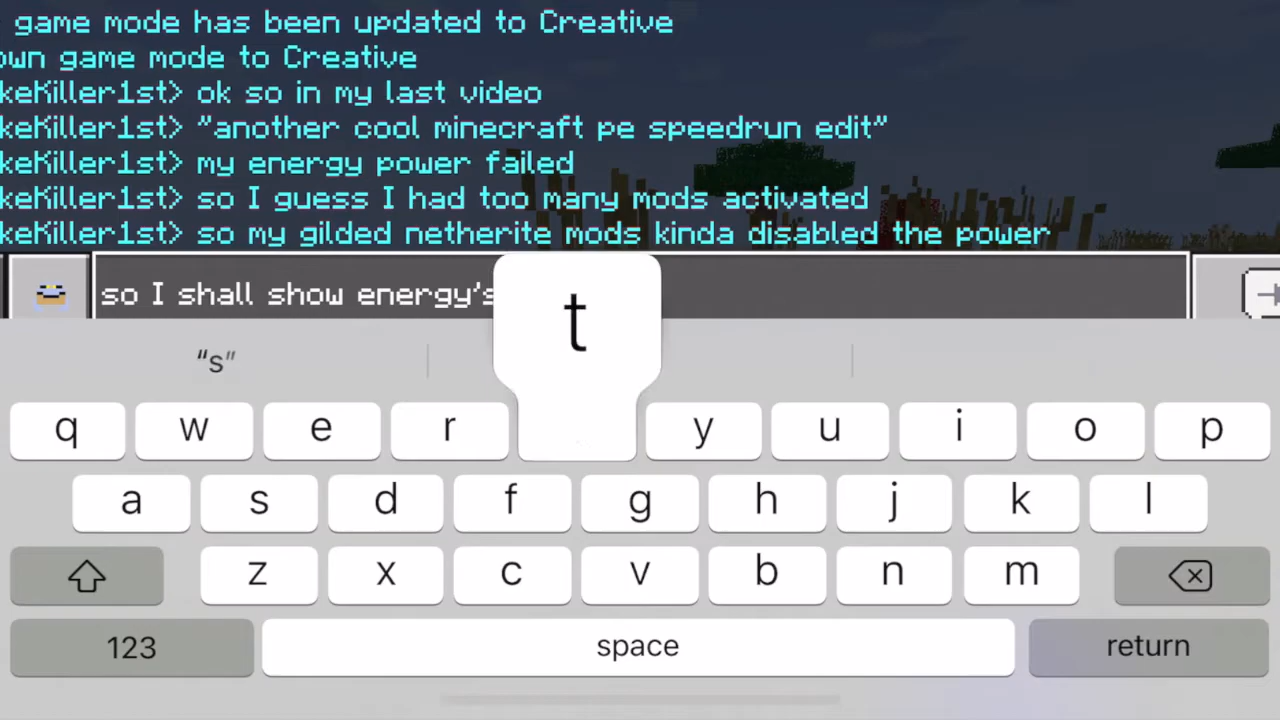 game mode has been updated to Creative
own game mode to Creative
keKiller1st> ok so in my last video
keKiller1st> "another cool minecraft pe speedrun edit"
keKiller1st> my energy power failed
keKiller1st> so I guess I had too many mods activated
keKiller1st> so my gilded netherite mods kinda disabled the power
so I shall show energy's
t
“s”
q w e r y u i o p
a s d f g h j k l
z x c v b n m
123 space return